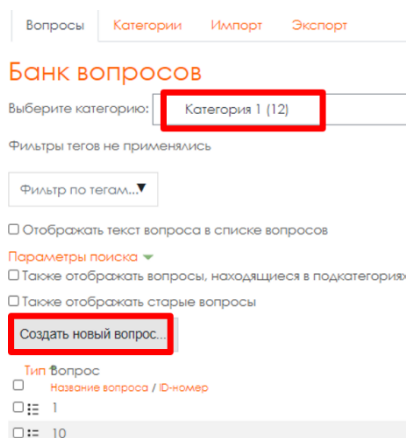 Вопросы Категории Импорт Экспорт
Банк вопросов
Выберите категорию: Категория 1 (12)
Фильтры тегов не применялись
Фильтр по тегам...▼
Отображать текст вопроса в списке вопросов
Параметры поиска
Также отображать вопросы, находящиеся в подкатегориях
Также отображать старые вопросы
Создать новый вопрос...
Тип Вопрос
Название вопроса / ID-номер
1
10